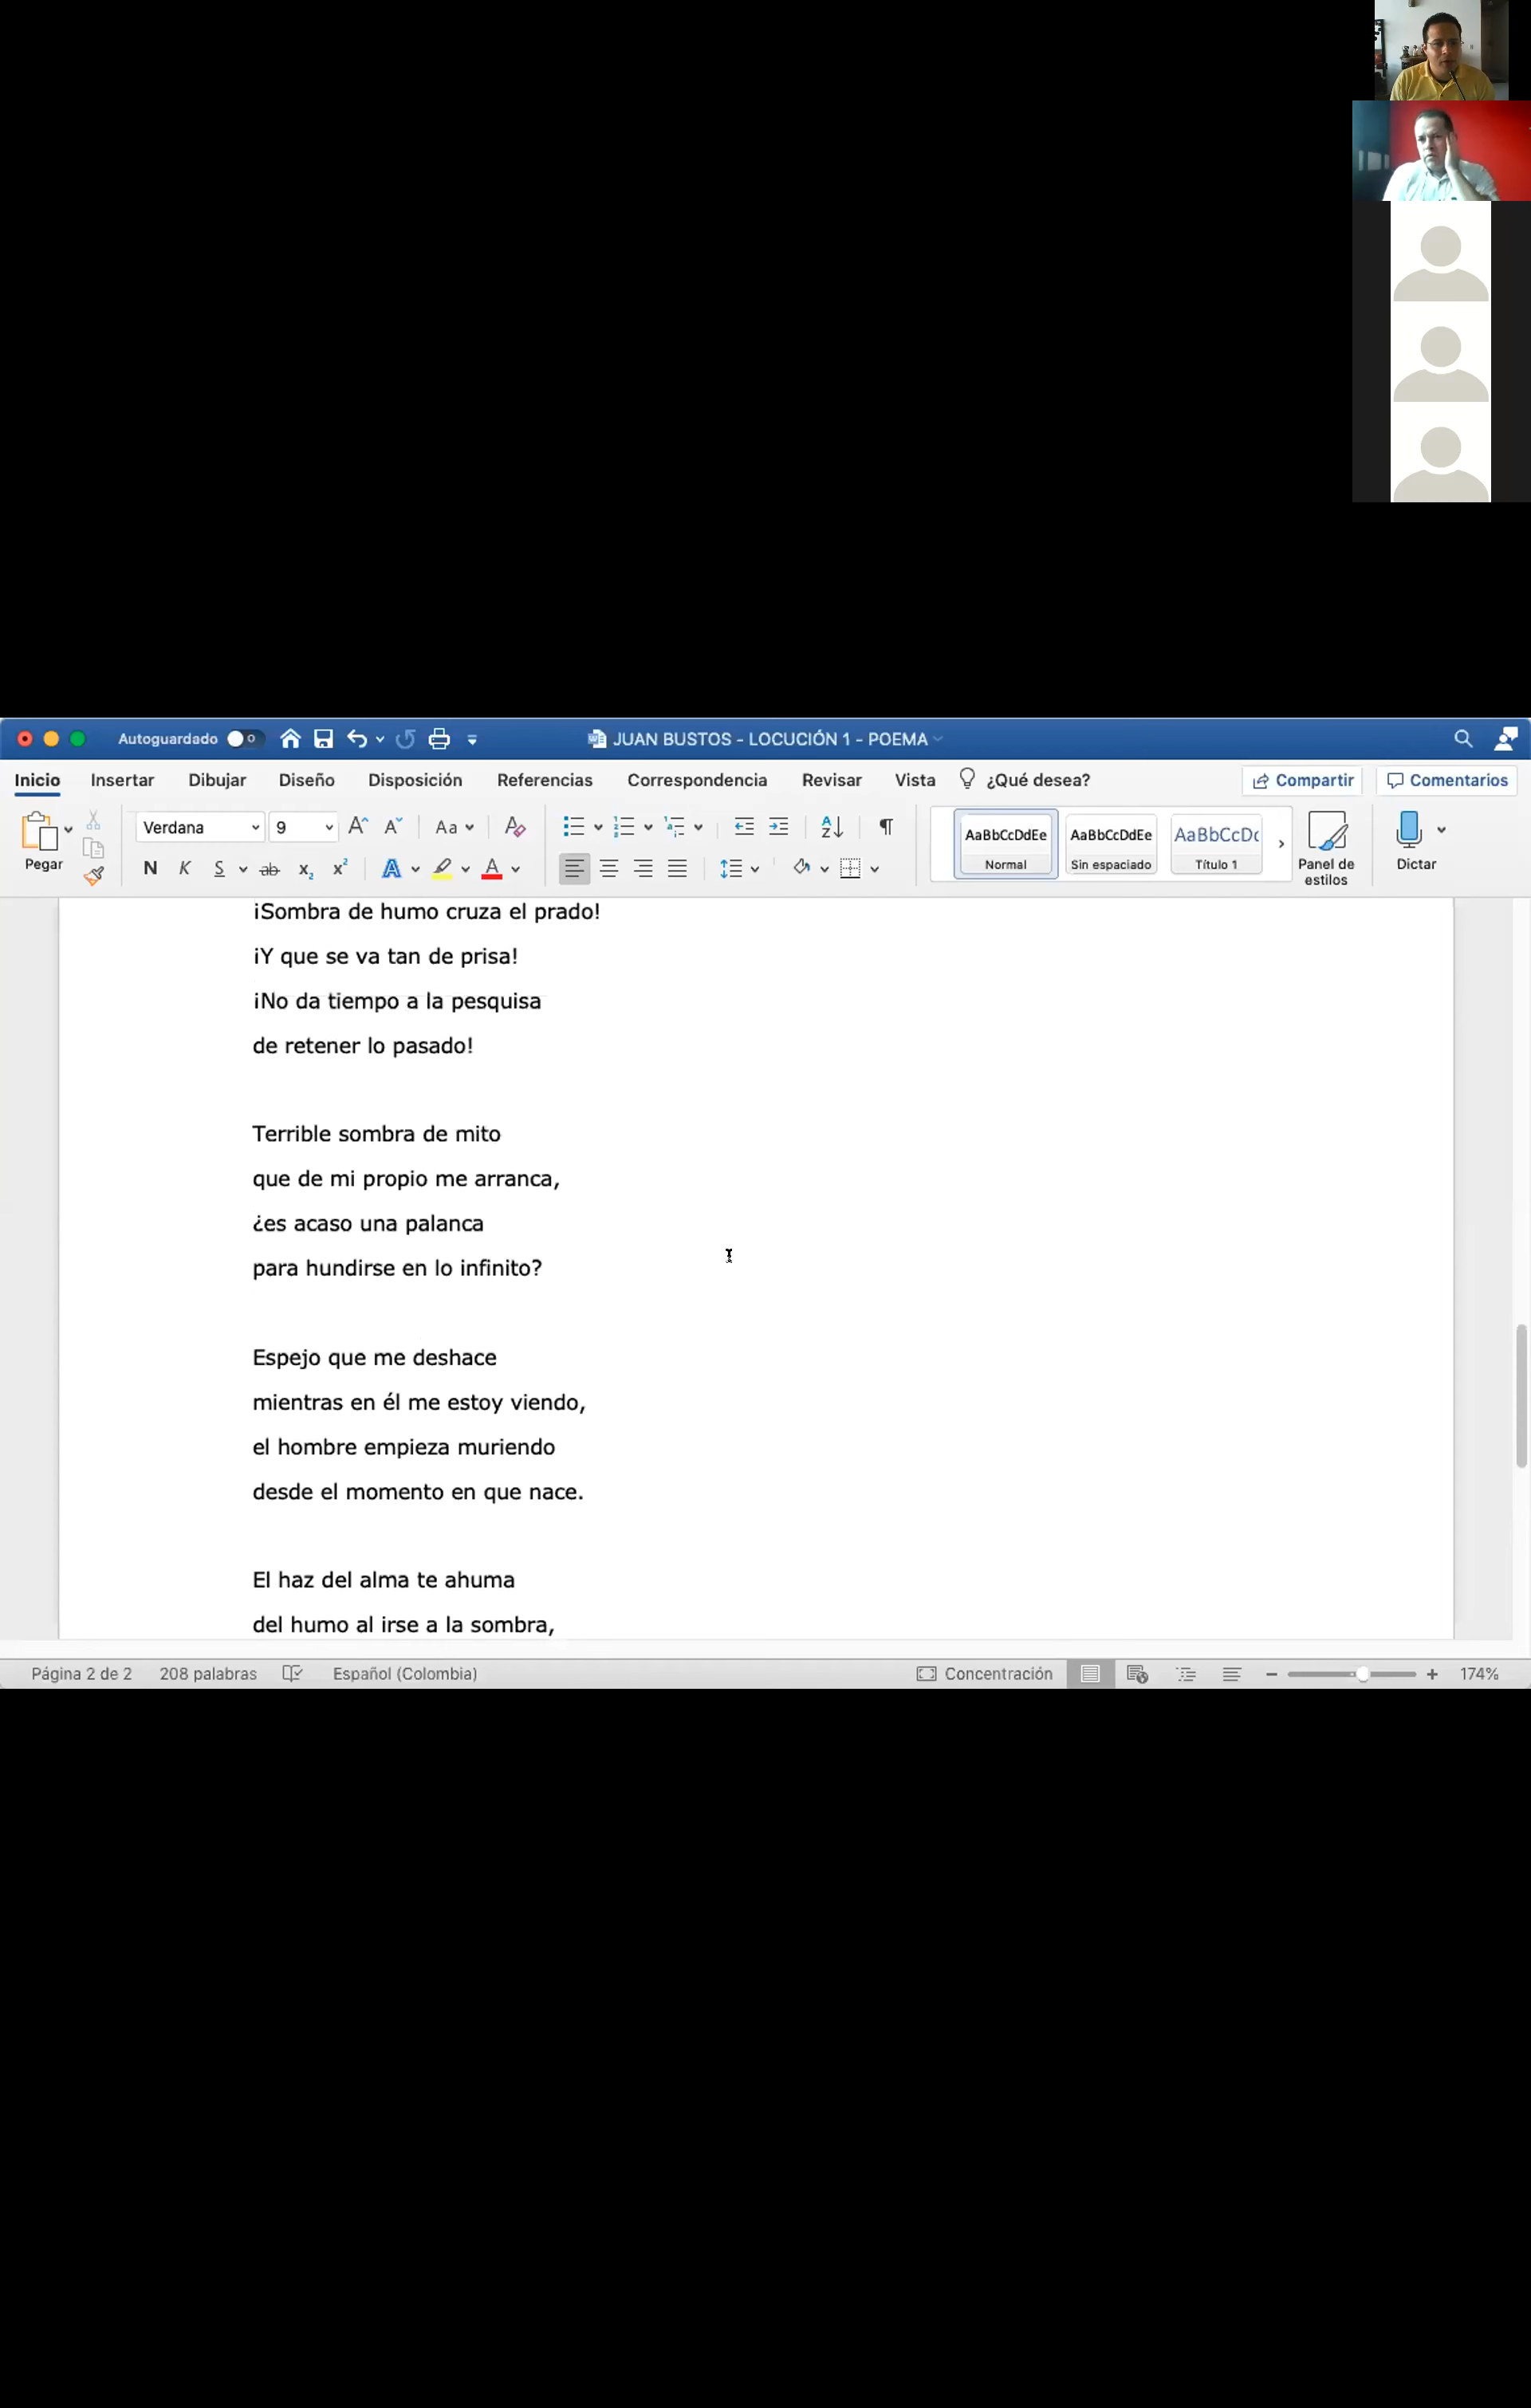 Autoguardado
JUAN BUSTOS - LOCUCIÓN 1 - POEMA
Inicio Insertar Dibujar Diseño Disposición Referencias Correspondencia Revisar Vista ¿Qué desea? Compartir Comentarios
Pegar
Verdana 9
Aa
N K S ab x₂ x²
AaBbCcDdEe AaBbCcDdEe AaBbCcDc
Normal Sin espaciado Título 1
Panel de estilos
Dictar
¡Sombra de humo cruza el prado!
¡Y que se va tan de prisa!
¡No da tiempo a la pesquisa
de retener lo pasado!
Terrible sombra de mito
que de mi propio me arranca,
¿es acaso una palanca
para hundirse en lo infinito?
Espejo que me deshace
mientras en él me estoy viendo,
el hombre empieza muriendo
desde el momento en que nace.
El haz del alma te ahuma
del humo al irse a la sombra,
Página 2 de 2 208 palabras Español (Colombia) Concentración 174%